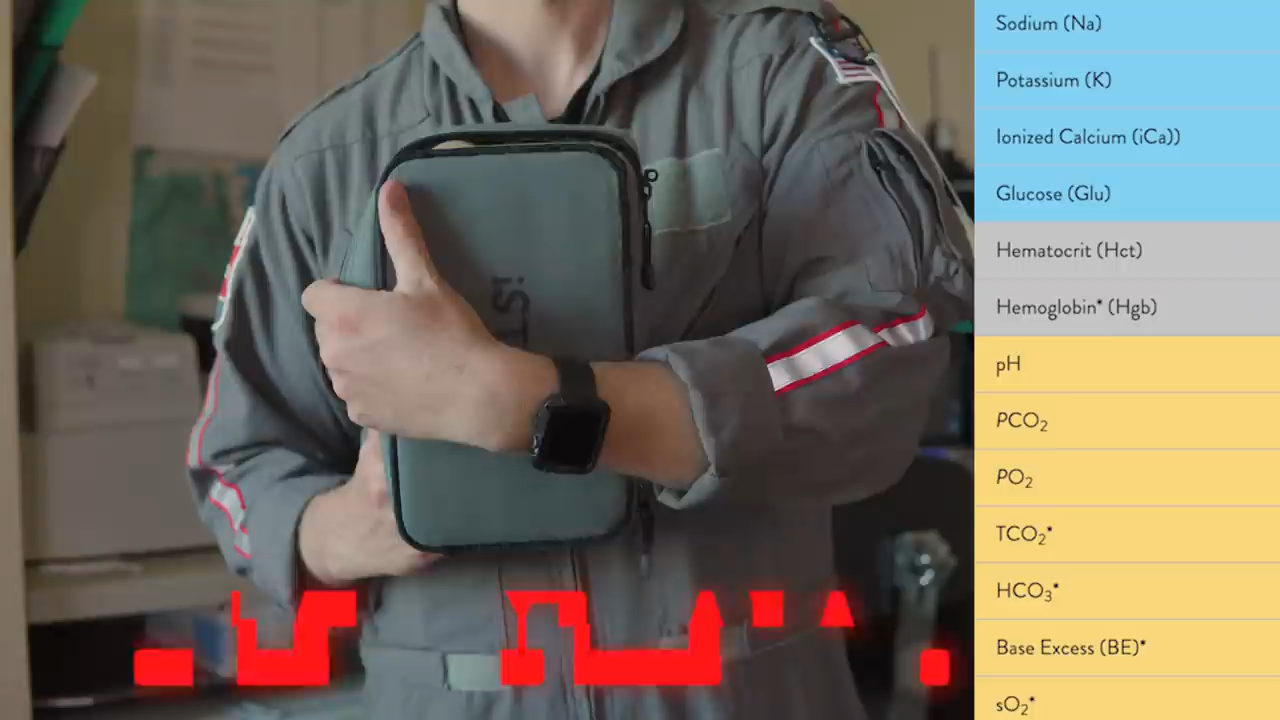 Sodium (Na)
Potassium (K)
Ionized Calcium (iCa))
Glucose (Glu)
Hematocrit (Hct)
Hemoglobin* (Hgb)
pH
PCO₂
PO₂
TCO₂*
HCO₃*
Base Excess (BE)*
sO₂*